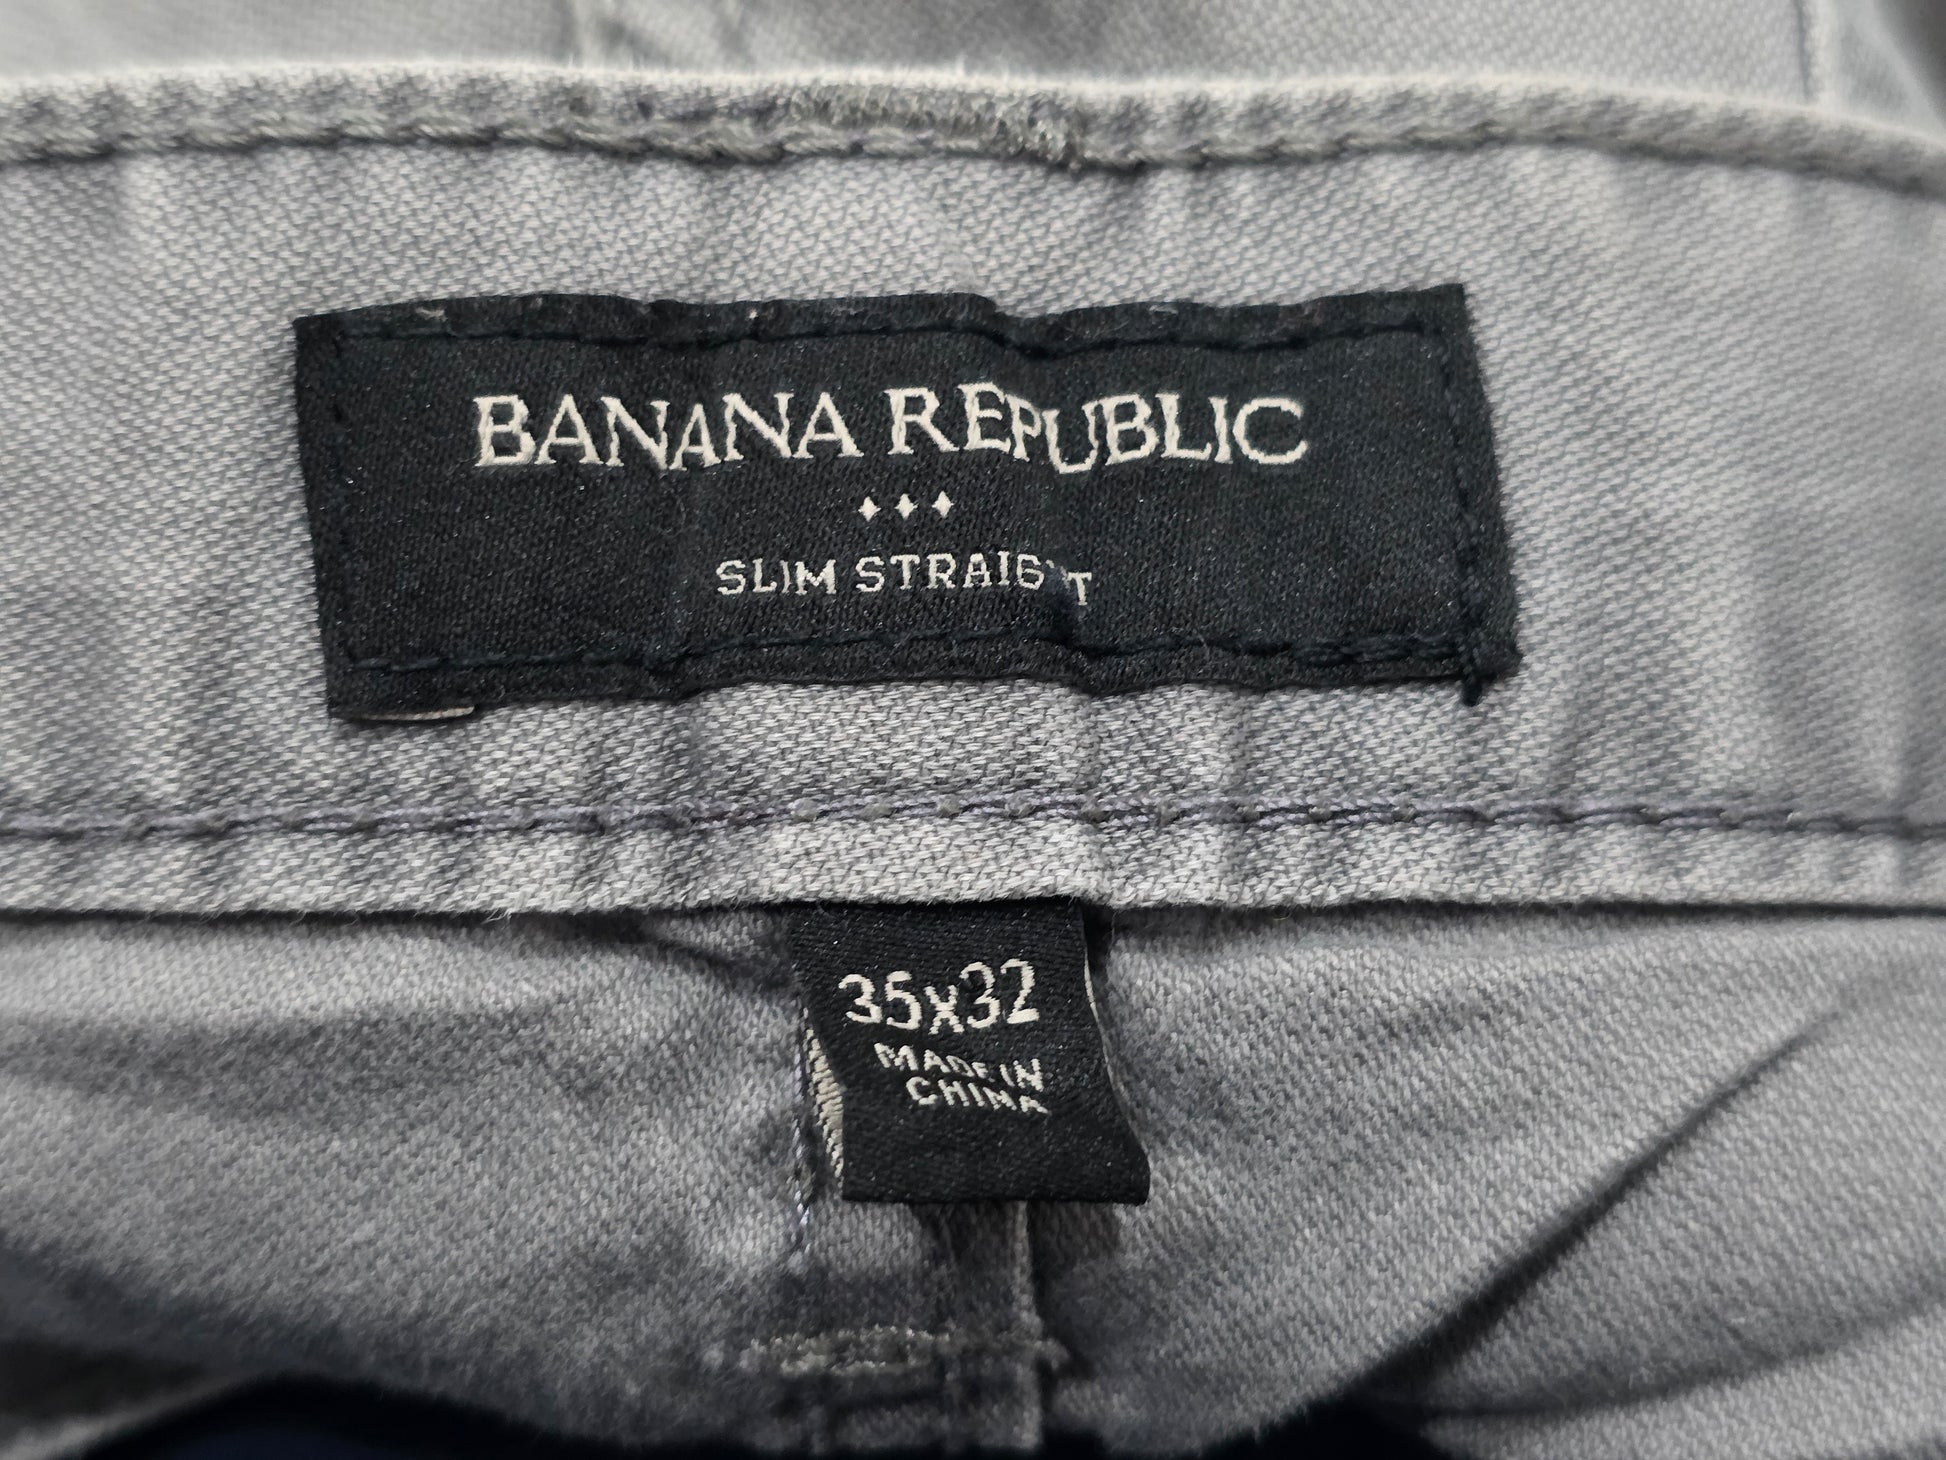 BANANA REPUBLIC
SLIM STRAIGHT
35x32
MADE IN
CHINA